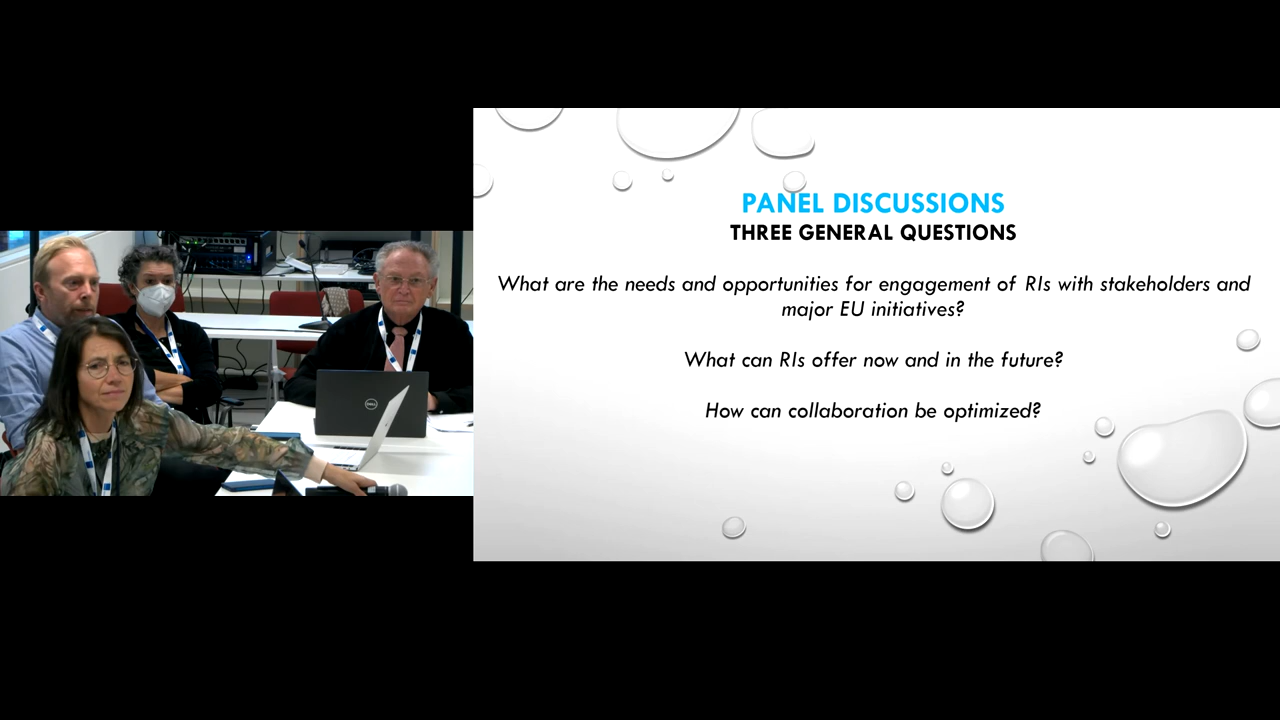 PANEL DISCUSSIONS
THREE GENERAL QUESTIONS
What are the needs and opportunities for engagement of RIs with stakeholders and
major EU initiatives?
What can RIs offer now and in the future?
How can collaboration be optimized?
DELL